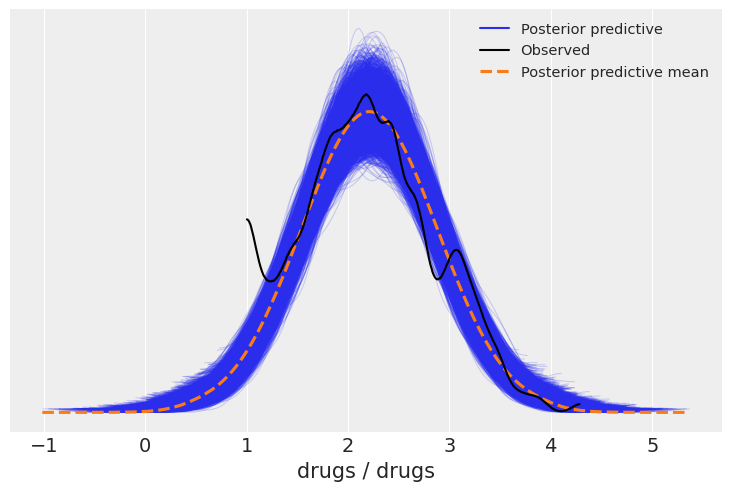 Posterior predictive
Observed
Posterior predictive mean
−1 0 1 2 3 4 5
drugs / drugs